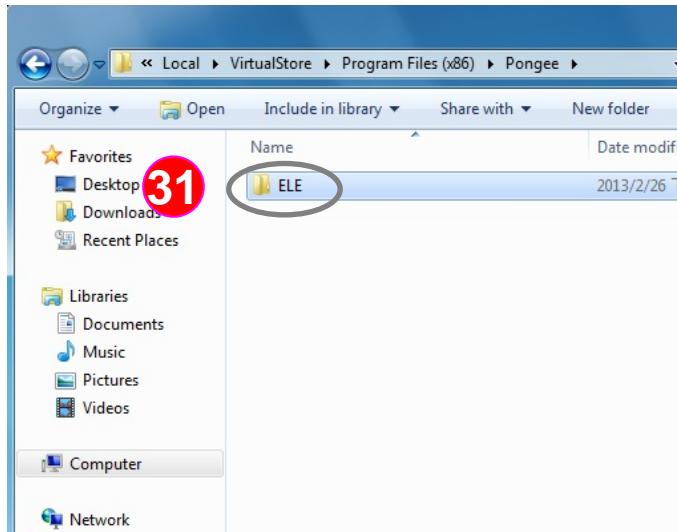 « Local ▸ VirtualStore ▸ Program Files (x86) ▸ Pongee ▸
Organize ▾ Open Include in library ▾ Share with ▾ New folder
Favorites
Desktop
Downloads
Recent Places
Libraries
Documents
Music
Pictures
Videos
Computer
Network
31
Name Date modif
ELE 2013/2/26